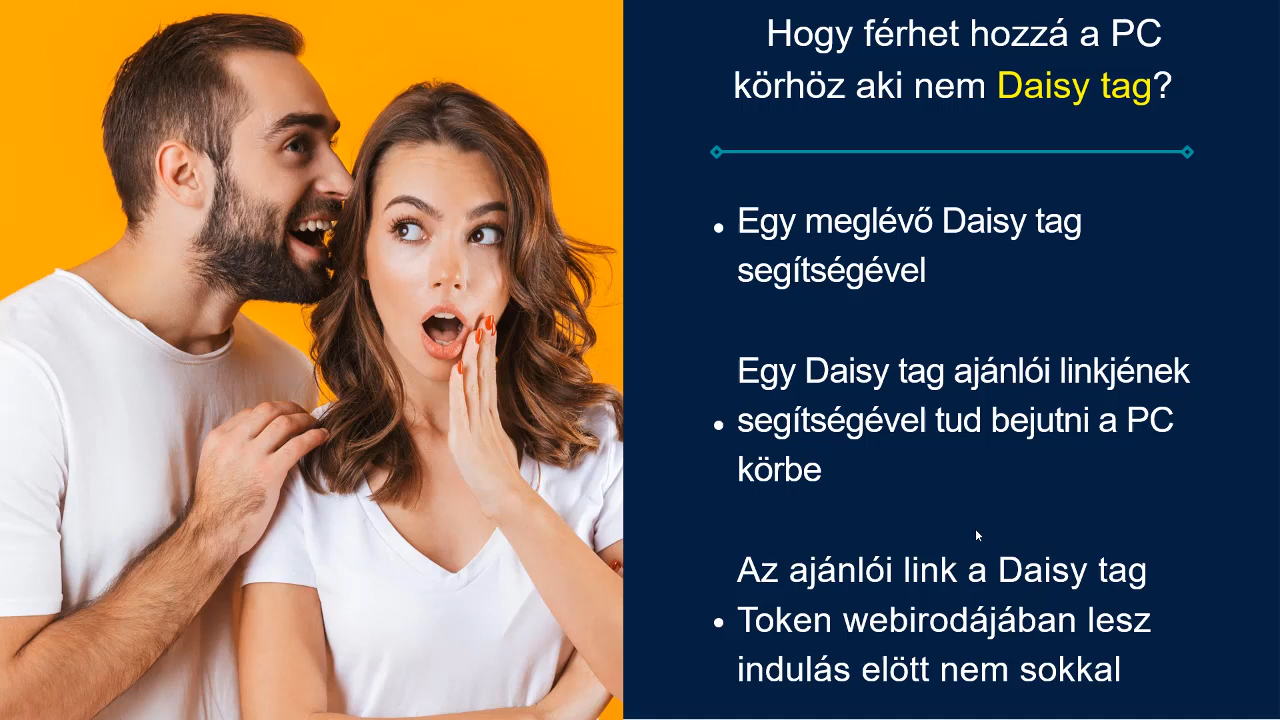 Hogy férhet hozzá a PC
körhöz aki nem Daisy tag?
• Egy meglévő Daisy tag
segítségével
Egy Daisy tag ajánlói linkjének
• segítségével tud bejutni a PC
körbe
Az ajánlói link a Daisy tag
• Token webirodájában lesz
indulás elött nem sokkal